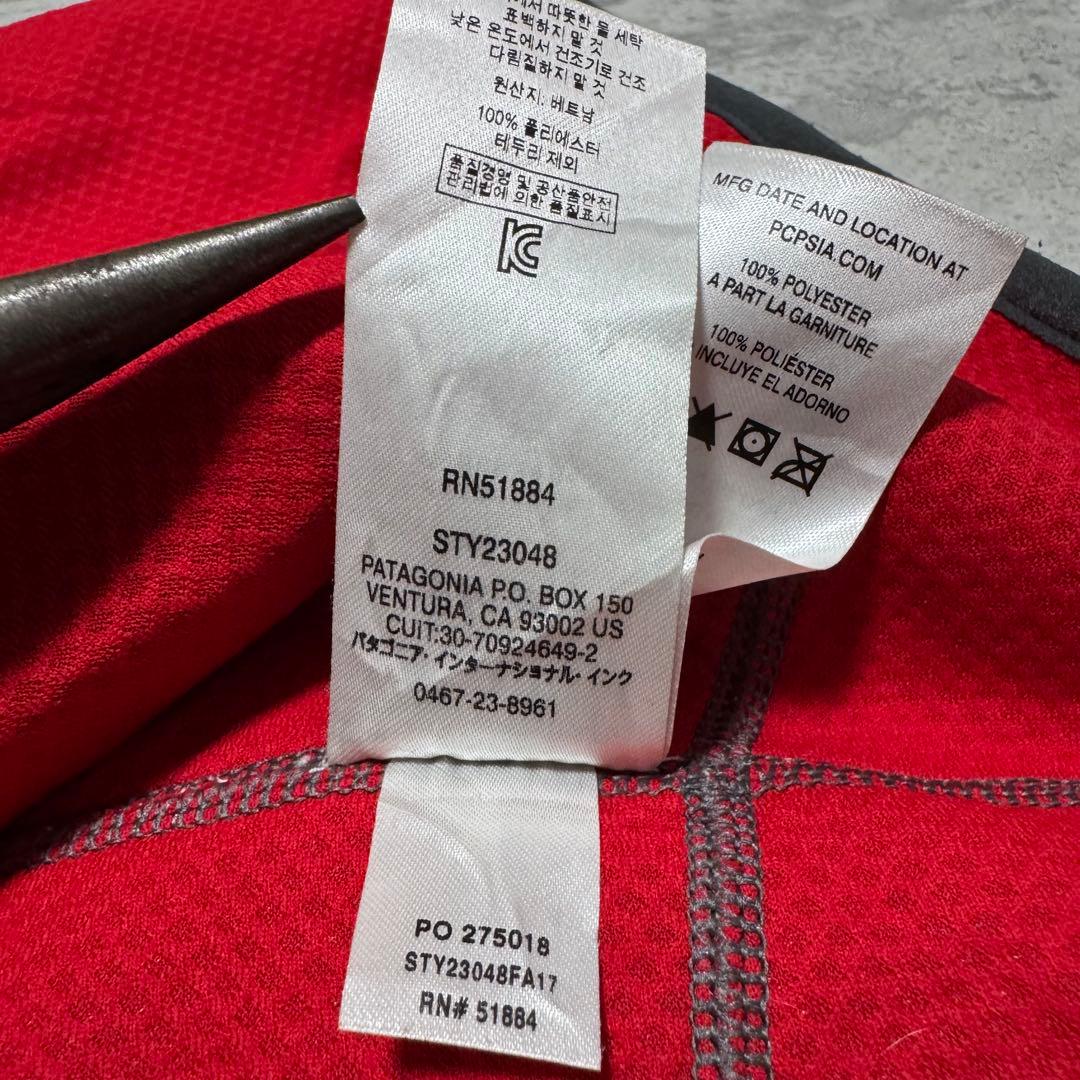 따뜻한 물 세탁
표백하지 말 것
낮은 온도에서 건조기로 건조
다림질하지 말 것
원산지: 베트남
100% 폴리에스터
테두리 제외
품질경영 및 공산품안전
관리법에 의한 품질표시
RN51884
STY23048
PATAGONIA P.O. BOX 150
VENTURA, CA 93002 US
CUIT:30-70924649-2
パタゴニア・インターナショナル・インク
0467-23-8961
MFG DATE AND LOCATION AT
PCPSIA.COM
100% POLYESTER
A PART LA GARNITURE
100% POLIÉSTER
INCLUYE EL ADORNO
PO 275018
STY23048FA17
RN# 51884